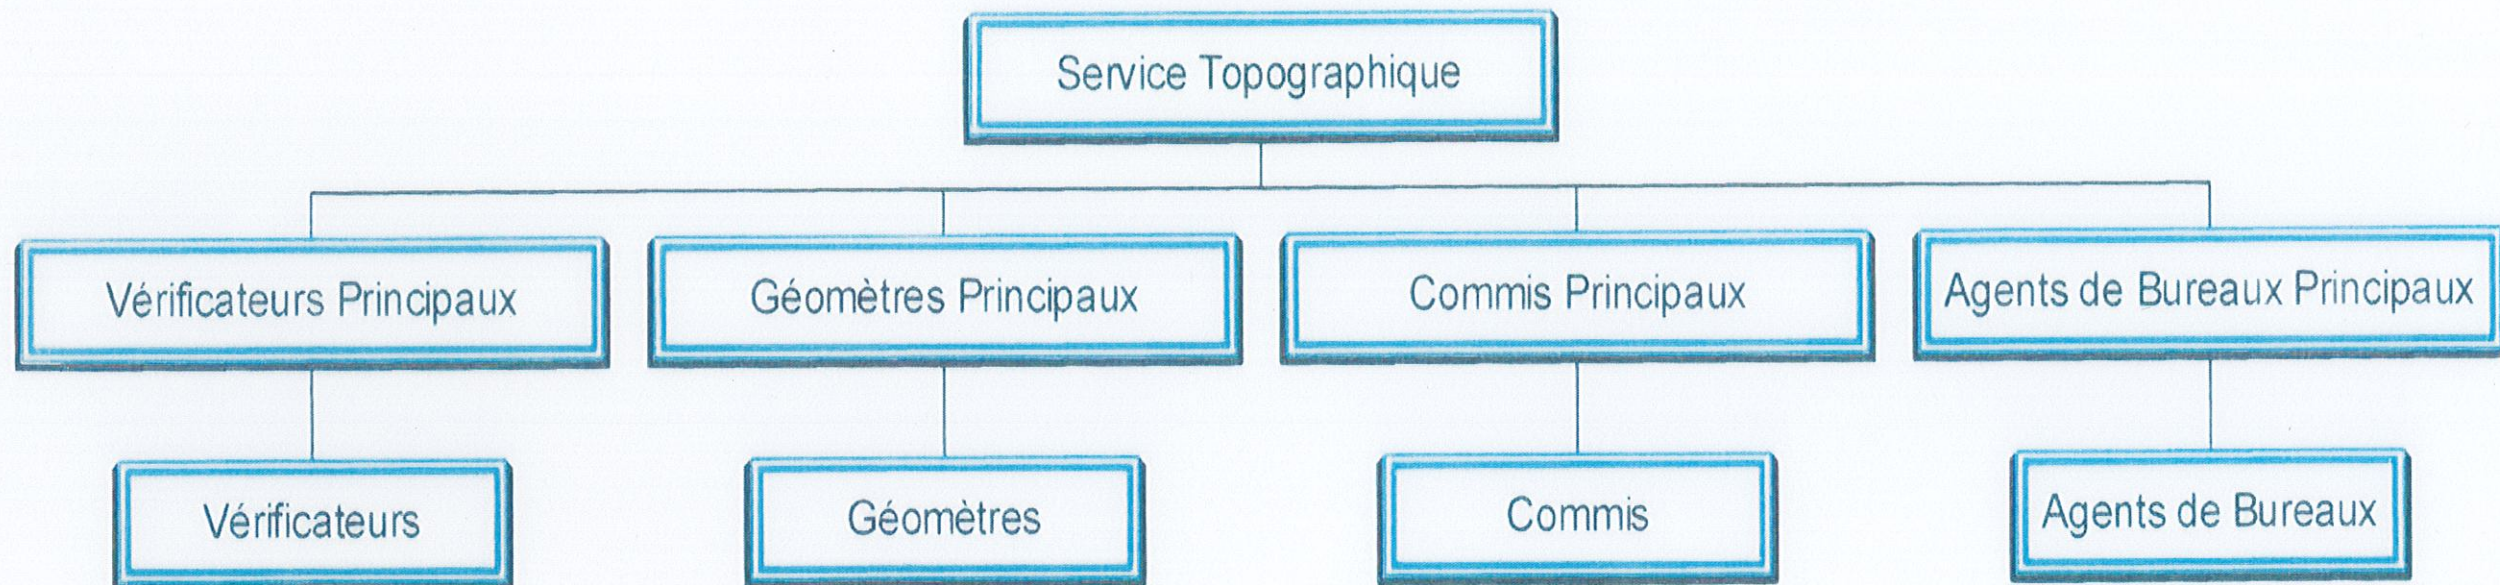 Service Topographique
Vérificateurs Principaux
Géomètres Principaux
Commis Principaux
Agents de Bureaux Principaux
Vérificateurs
Géomètres
Commis
Agents de Bureaux